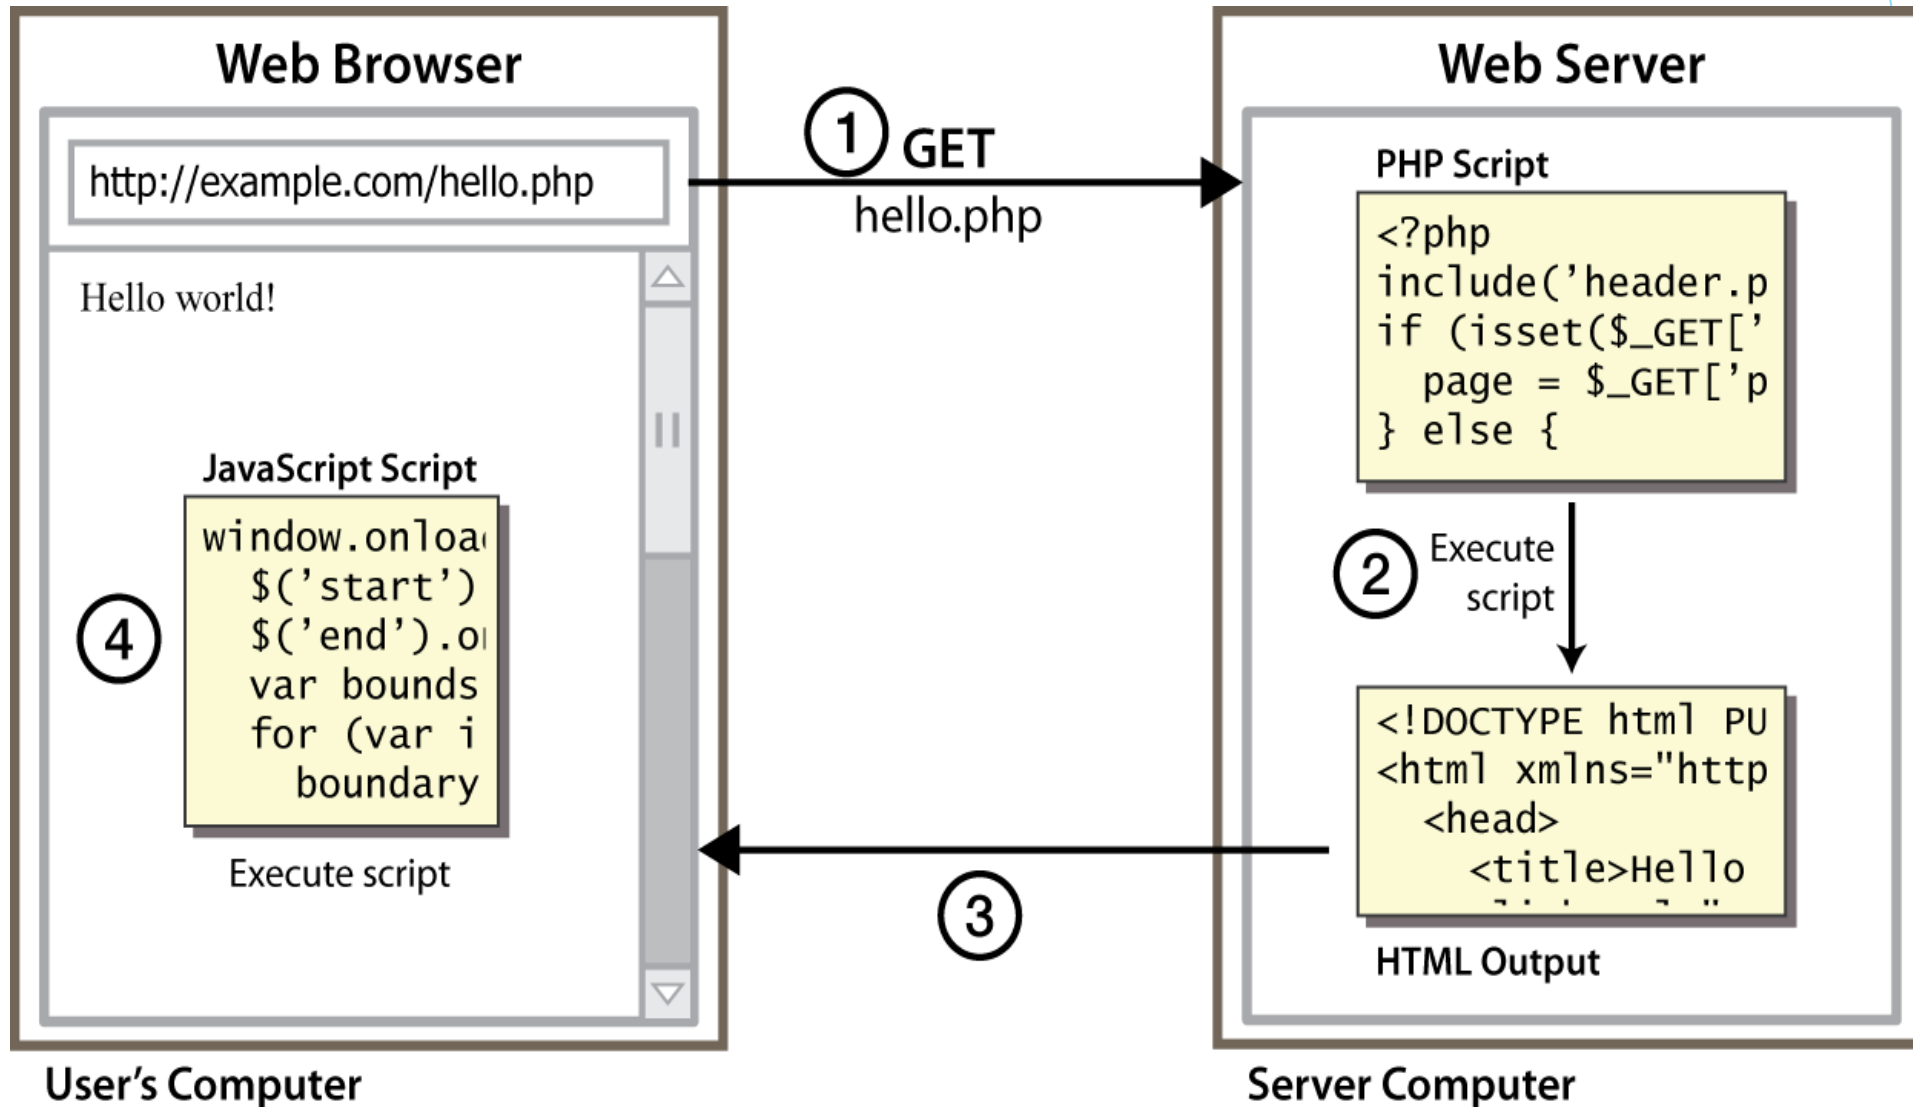 Web Browser
http://example.com/hello.php
Hello world!
JavaScript Script
window.onloa
$('start')
$('end').o
var bounds
for (var i
boundary
4
Execute script
User's Computer
1 GET
hello.php
3
Web Server
PHP Script
<?php
include('header.p
if (isset($_GET['
page = $_GET['p
} else {
2 Execute
script
<!DOCTYPE html PU
<html xmlns="http
<head>
<title>Hello
HTML Output
Server Computer